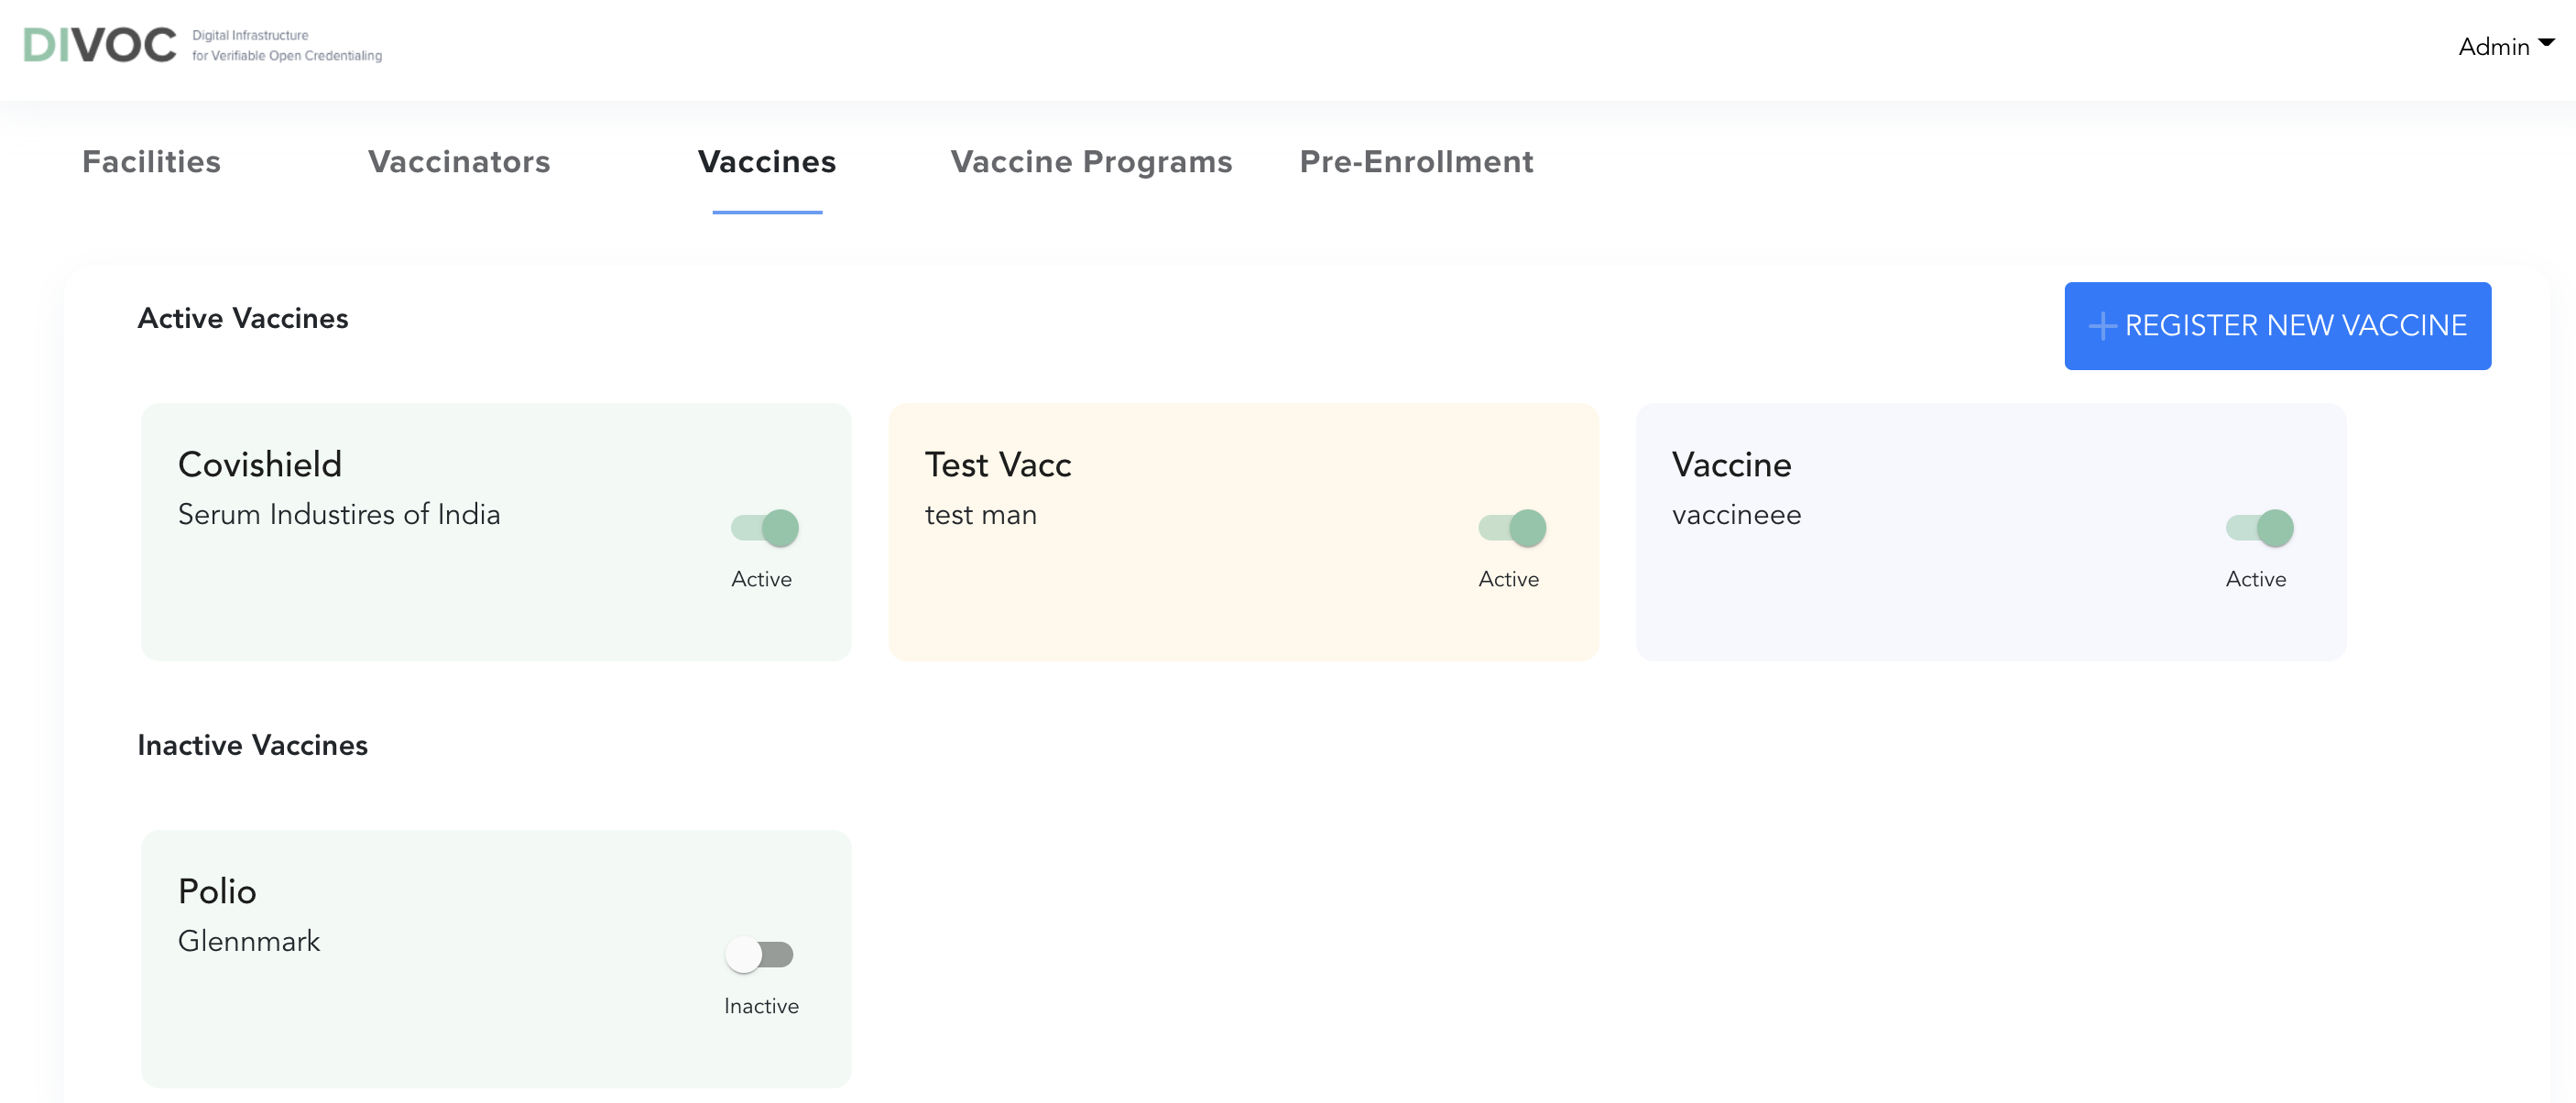 DIVOC
Digital Infrastructure
for Verifiable Open Credentialing
Admin
Facilities
Vaccinators
Vaccines
Vaccine Programs
Pre-Enrollment
Active Vaccines
REGISTER NEW VACCINE
Covishield
Serum Industires of India
Active
Test Vacc
test man
Active
Vaccine
vaccineee
Active
Inactive Vaccines
Polio
Glennmark
Inactive